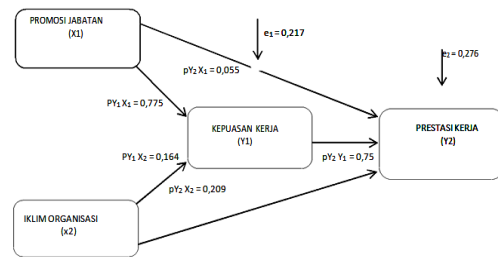 PROMOSI JABATAN
(X1)
e₁ = 0,217
e₂ = 0,276
pY₂ X₁ = 0,055
PY₁ X₁ = 0,775
KEPUASAN KERJA
(Y1)
PRESTASI KERJA
(Y2)
PY₁ X₂ = 0,164
pY₂ Y₁ = 0,75
pY₂ X₂ = 0,209
IKLIM ORGANISASI
(x2)